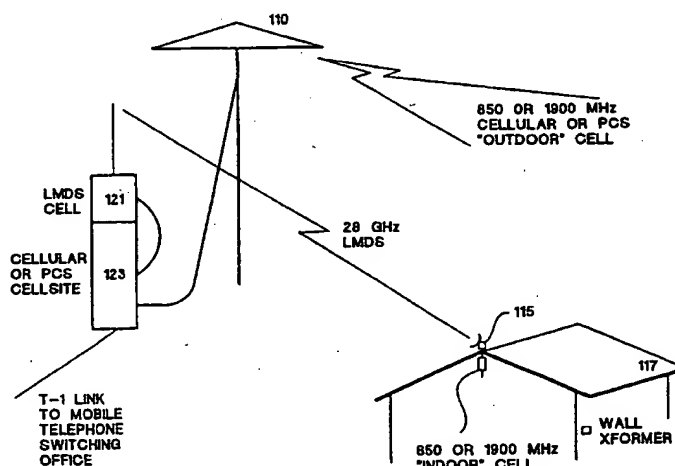 110
850 OR 1900 MHz
CELLULAR OR PCS
"OUTDOOR" CELL
LMDS
CELL
121
28 GHz
LMDS
CELLULAR
OR PCS
CELLSITE
123
115
117
T-1 LINK
TO MOBILE
TELEPHONE
SWITCHING
OFFICE
WALL
XFORMER
850 OR 1900 MHz
"INDOOR" CELL